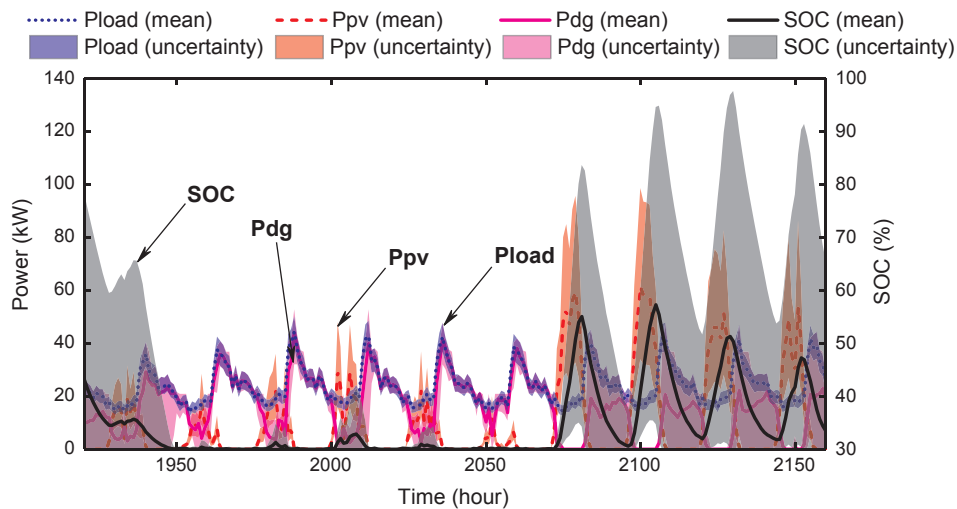 Pload (mean) Ppv (mean) Pdg (mean) SOC (mean)
Pload (uncertainty) Ppv (uncertainty) Pdg (uncertainty) SOC (uncertainty)
140 100
120 90
100 80
80 70
60 60
40 50
20 40
0 30
SOC
Pdg
Ppv
Pload
Power (kW)
SOC (%)
1950 2000 2050 2100 2150
Time (hour)